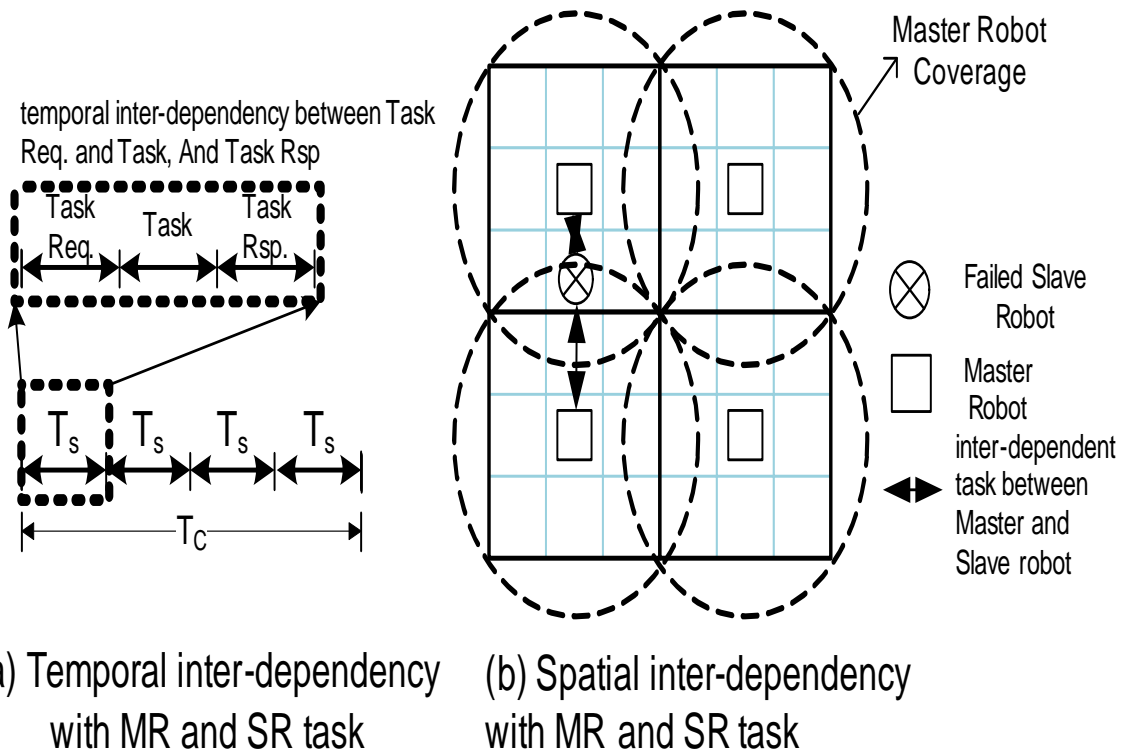 temporal inter-dependency between Task
Req. and Task, And Task Rsp
Task
Req.
Task
Task
Rsp.
Ts
Ts
Ts
Ts
TC
a) Temporal inter-dependency
with MR and SR task
Master Robot
Coverage
Failed Slave
Robot
Master
Robot
inter-dependent
task between
Master and
Slave robot
(b) Spatial inter-dependency
with MR and SR task